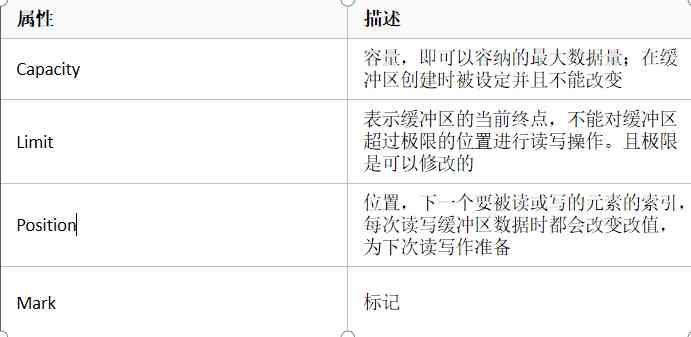 属性
描述
Capacity
容量，即可以容纳的最大数据量；在缓
冲区创建时被设定并且不能改变
Limit
表示缓冲区的当前终点，不能对缓冲区
超过极限的位置进行读写操作。且极限
是可以修改的
Position
位置，下一个要被读或写的元素的索引，
每次读写缓冲区数据时都会改变改值，
为下次读写作准备
Mark
标记